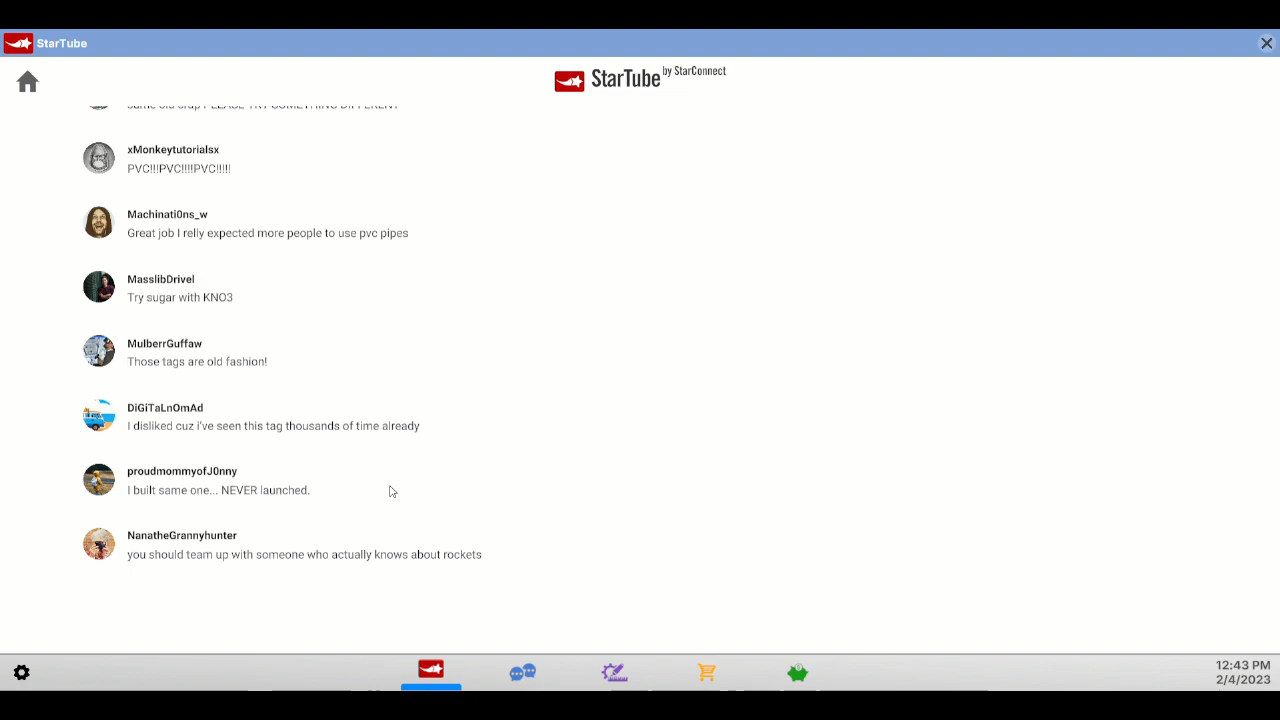 StarTube
StarTube by StarConnect
xMonkeytutorialsx
PVC!!!PVC!!!!PVC!!!!!
Machinati0ns_w
Great job I relly expected more people to use pvc pipes
MasslibDrivel
Try sugar with KNO3
MulberrGuffaw
Those tags are old fashion!
DiGiTaLnOmAd
I disliked cuz i've seen this tag thousands of time already
proudmommyofJ0nny
I built same one... NEVER launched.
NanatheGrannyhunter
you should team up with someone who actually knows about rockets
12:43 PM
2/4/2023